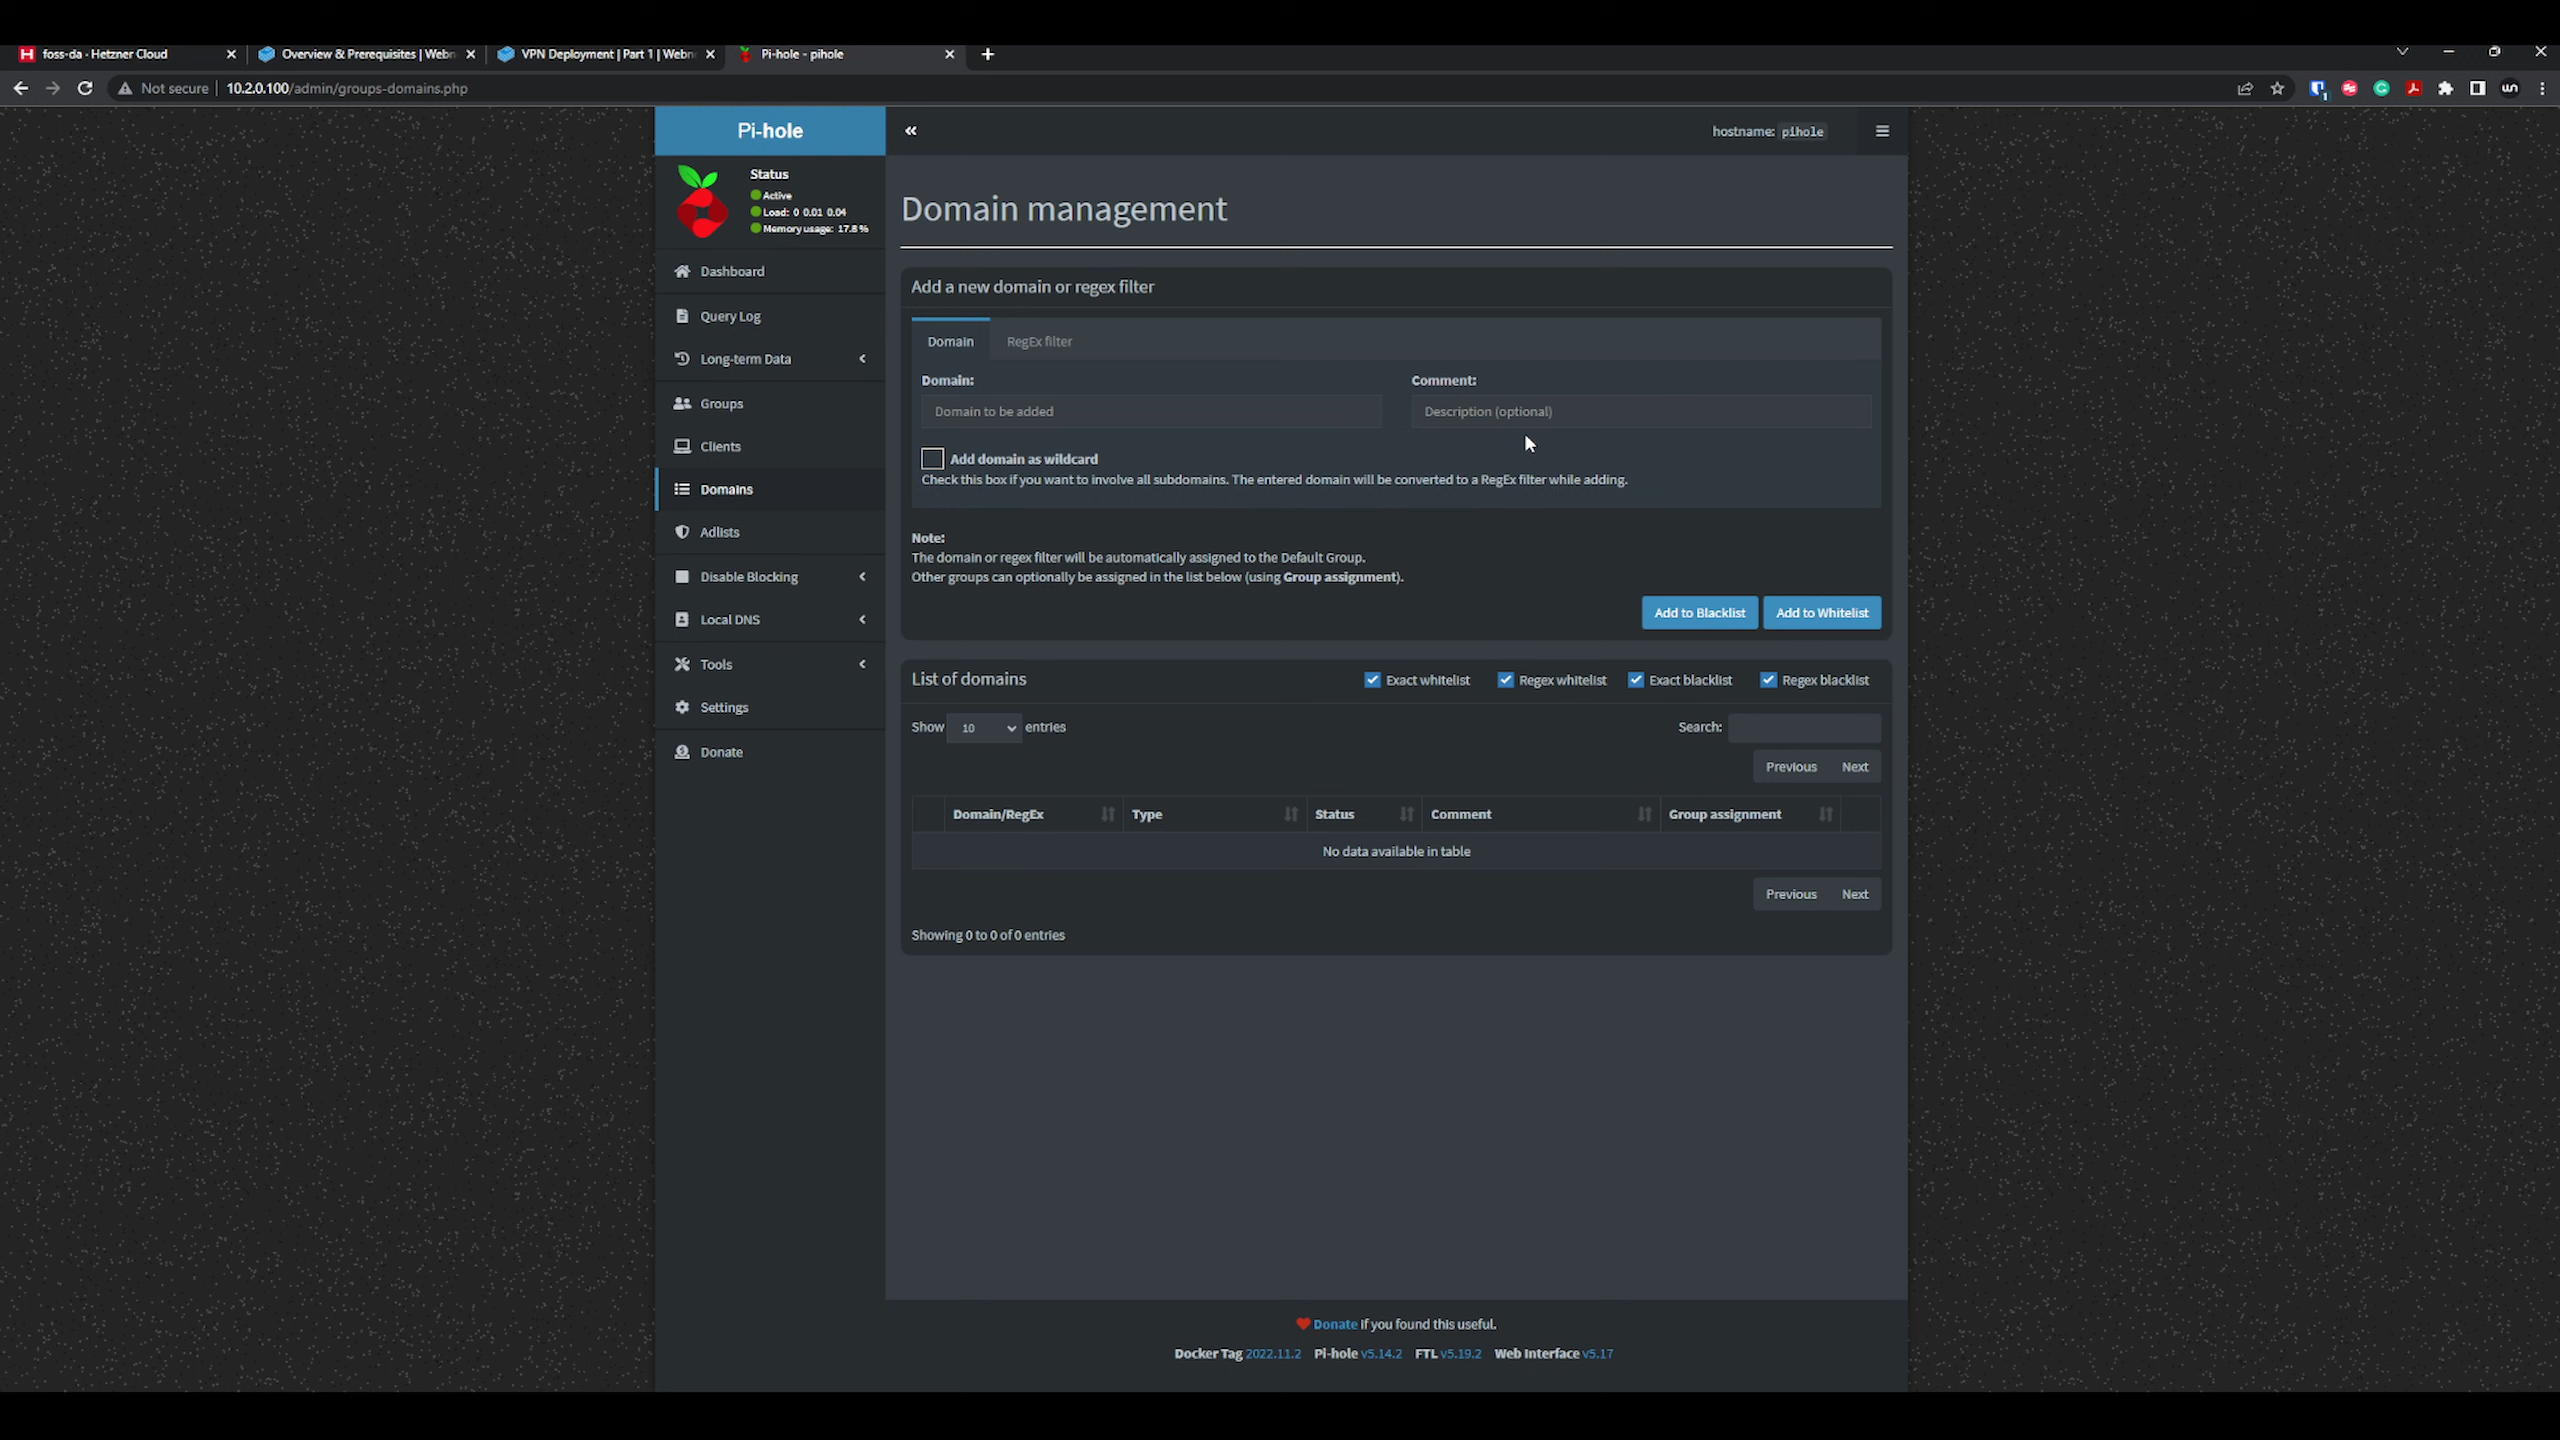 foss-da - Hetzner Cloud
Overview & Prerequisites | Webn
VPN Deployment | Part 1 | Webn
Pi-hole - pihole
Not secure
10.2.0.100/admin/groups-domains.php
Pi-hole
hostname: pihole
Status
Active
Load: 0 0.01 0.04
Memory usage: 17.8 %
Dashboard
Query Log
Long-term Data
Groups
Clients
Domains
Adlists
Disable Blocking
Local DNS
Tools
Settings
Donate
Domain management
Add a new domain or regex filter
Domain
RegEx filter
Domain:
Comment:
Domain to be added
Description (optional)
Add domain as wildcard
Check this box if you want to involve all subdomains. The entered domain will be converted to a RegEx filter while adding.
Note:
The domain or regex filter will be automatically assigned to the Default Group.
Other groups can optionally be assigned in the list below (using Group assignment).
Add to Blacklist
Add to Whitelist
List of domains
Exact whitelist
Regex whitelist
Exact blacklist
Regex blacklist
Show 10 entries
Search:
Previous
Next
Domain/RegEx
Type
Status
Comment
Group assignment
No data available in table
Previous
Next
Showing 0 to 0 of 0 entries
Donate if you found this useful.
Docker Tag 2022.11.2 Pi-hole v5.14.2 FTL v5.19.2 Web Interface v5.17